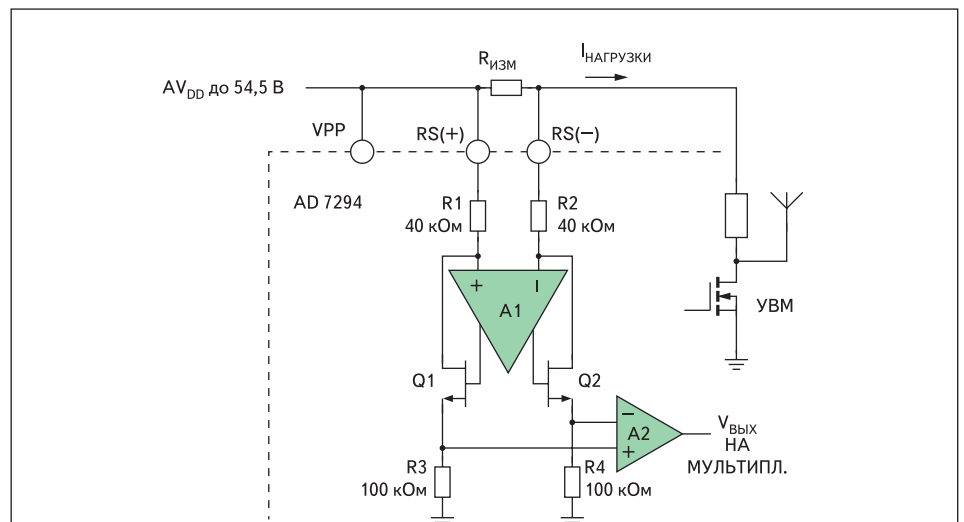 R_ИЗМ
I_НАГРУЗКИ
AV_DD до 54,5 В
VPP
RS(+)
RS(−)
AD 7294
R1
40 кОм
R2
40 кОм
+
−
A1
УВМ
Q1
Q2
−
A2
+
V_ВЫХ
НА
МУЛЬТИПЛ.
R3
100 кОм
R4
100 кОм